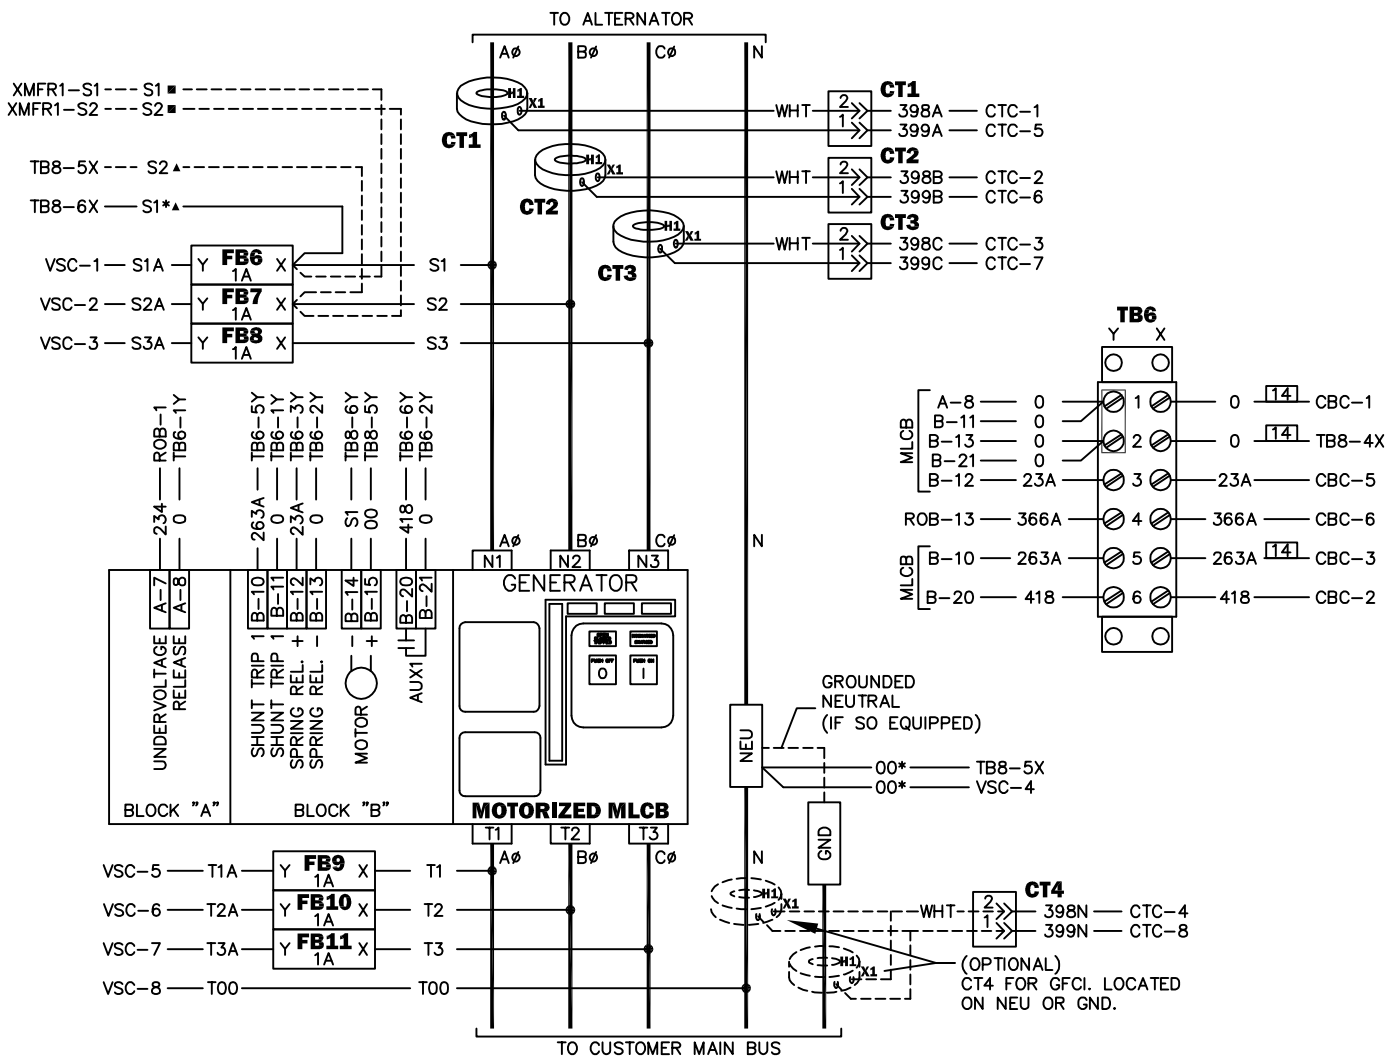 TO ALTERNATOR
AØ BØ CØ N
XMFR1-S1 S1
XMFR1-S2 S2
TB8-5X S2
TB8-6X S1*
H1 X1
CT1
H1 X1
CT2
H1 X1
CT3
CT1
WHT 2 398A CTC-1
1 399A CTC-5
CT2
WHT 2 398B CTC-2
1 399B CTC-6
CT3
WHT 2 398C CTC-3
1 399C CTC-7
VSC-1 S1A Y FB6 1A X S1
VSC-2 S2A Y FB7 1A X S2
VSC-3 S3A Y FB8 1A X S3
TB6
Y X
MLCB
A-8 0 1 0 14 CBC-1
B-11 0
B-13 0 2 0 14 TB8-4X
B-21 0
B-12 23A 3 23A CBC-5
ROB-13 366A 4 366A CBC-6
MLCB
B-10 263A 5 263A 14 CBC-3
B-20 418 6 418 CBC-2
ROB-1 234 A-7
TB6-1Y 0 A-8
UNDERVOLTAGE
RELEASE
TB6-5Y 263A B-10 SHUNT TRIP 1
TB6-1Y 0 B-11 SHUNT TRIP 1
TB6-3Y 23A B-12 SPRING REL. +
TB6-2Y 0 B-13 SPRING REL. -
TB8-6Y S1 B-14 -
TB8-5Y 00 B-15 +
MOTOR
TB6-6Y 418 B-20
TB6-2Y 0 B-21
AUX1
AØ BØ CØ N
N1 N2 N3
GENERATOR
PUSH OFF
O
PUSH ON
I
BLOCK "A"
BLOCK "B"
MOTORIZED MLCB
T1 T2 T3
AØ BØ CØ N
NEU
GROUNDED
NEUTRAL
(IF SO EQUIPPED)
00* TB8-5X
00* VSC-4
GND
VSC-5 T1A Y FB9 1A X T1
VSC-6 T2A Y FB10 1A X T2
VSC-7 T3A Y FB11 1A X T3
VSC-8 T00 T00
H1 X1
H1 X1
CT4
WHT 2 398N CTC-4
1 399N CTC-8
(OPTIONAL)
CT4 FOR GFCI. LOCATED
ON NEU OR GND.
TO CUSTOMER MAIN BUS